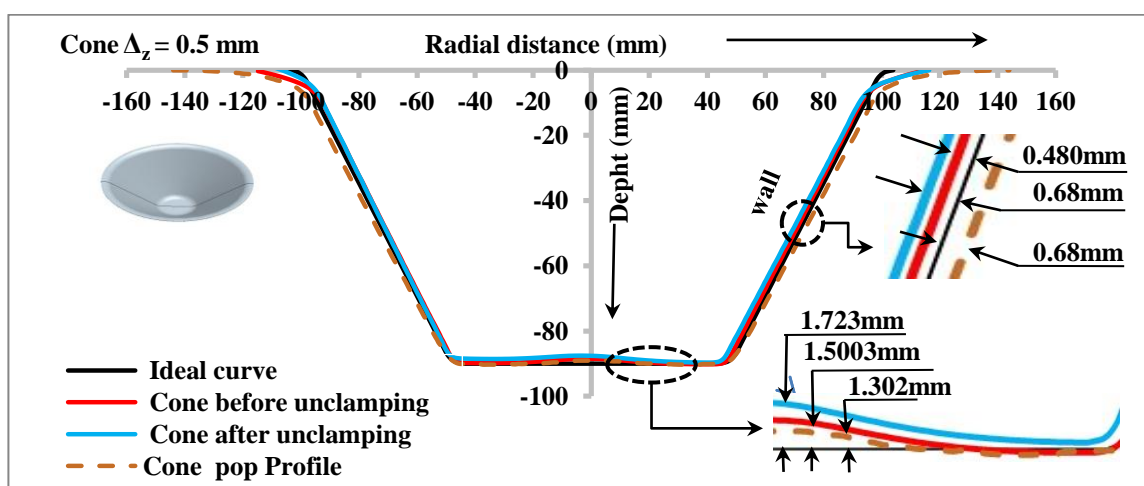 Cone Δz = 0.5 mm
Radial distance (mm)
-160 -140 -120 -100 -80 -60 -40 -20 0 20 40 60 80 100 120 140 160
0
-20
-40
-60
-80
-100
Depht (mm)
wall
0.480mm
0.68mm
0.68mm
1.723mm
1.5003mm
1.302mm
Ideal curve
Cone before unclamping
Cone after unclamping
Cone pop Profile